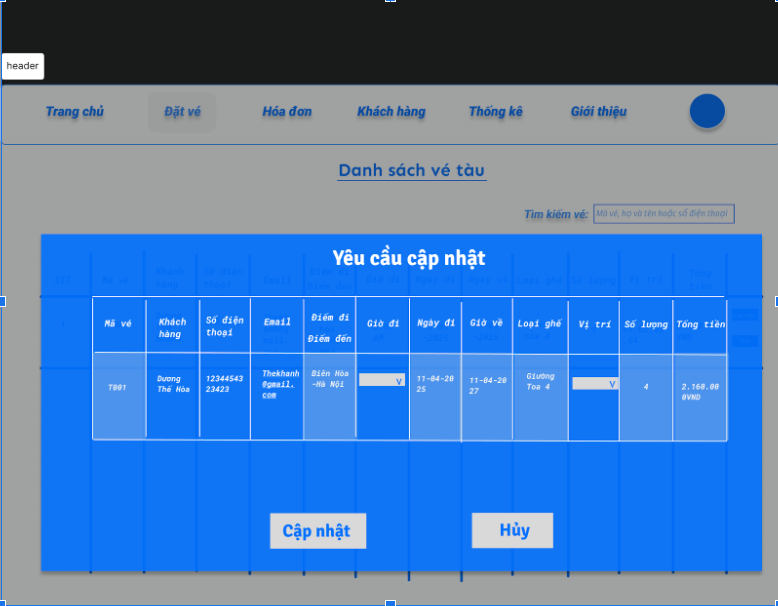 header
Trang chủ Đặt vé Hóa đơn Khách hàng Thống kê Giới thiệu
Danh sách vé tàu
Tìm kiếm vé: Mã vé, họ và tên hoặc số điện thoại
Yêu cầu cập nhật
Mã vé Khách hàng Số điện thoại Email Điểm đi Điểm đến Giờ đi Ngày đi Giờ về Loại ghế Vị trí Số lượng Tổng tiền
T001 Dương Thế Hòa 1234454323423 Thekhanh@gmail.com Biên Hòa-Hà Nội V 11-04-2025 11-04-2027 Giường Toa 4 V 4 2.160.000VND
Cập nhật Hủy